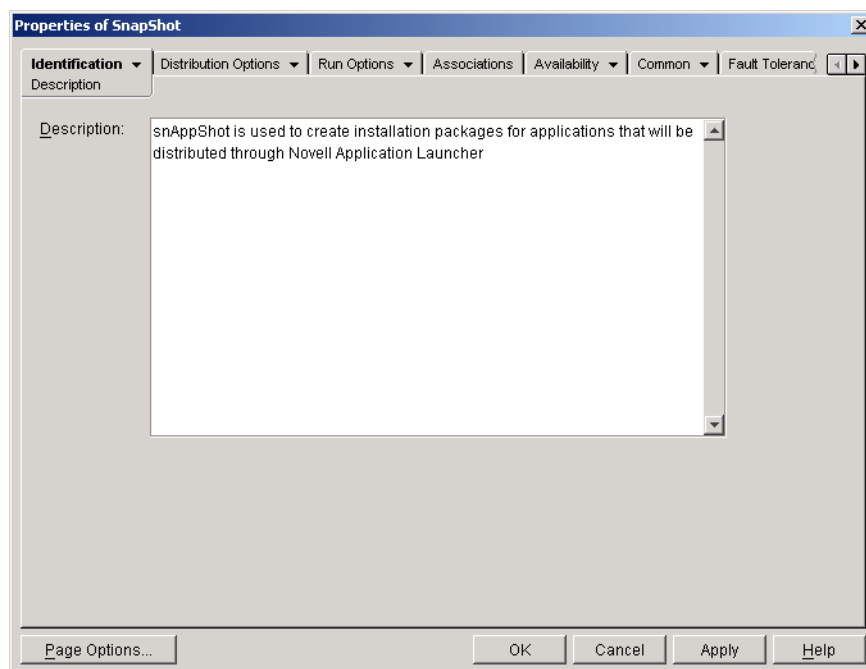 Properties of SnapShot
Identification Distribution Options Run Options Associations Availability Common Fault Toleranc
Description
Description: snAppShot is used to create installation packages for applications that will be
distributed through Novell Application Launcher
Page Options... OK Cancel Apply Help